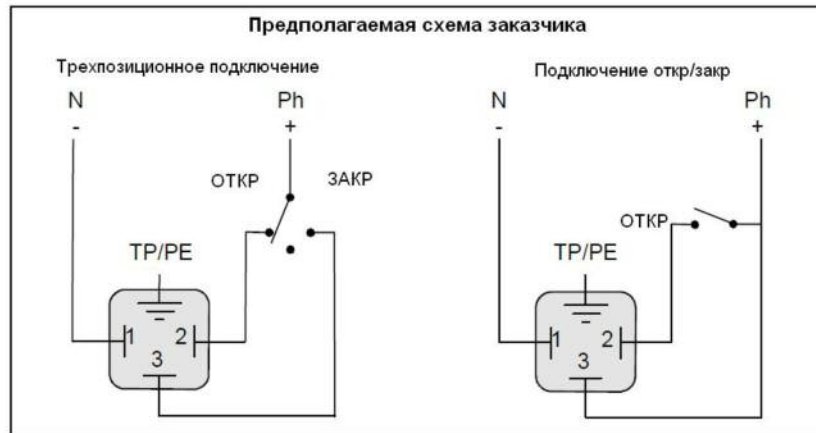 Предполагаемая схема заказчика
Трехпозиционное подключение
N
Ph
-
+
ОТКР
ЗАКР
TP/PE
1
2
3
Подключение откр/закр
N
Ph
-
+
ОТКР
TP/PE
1
2
3